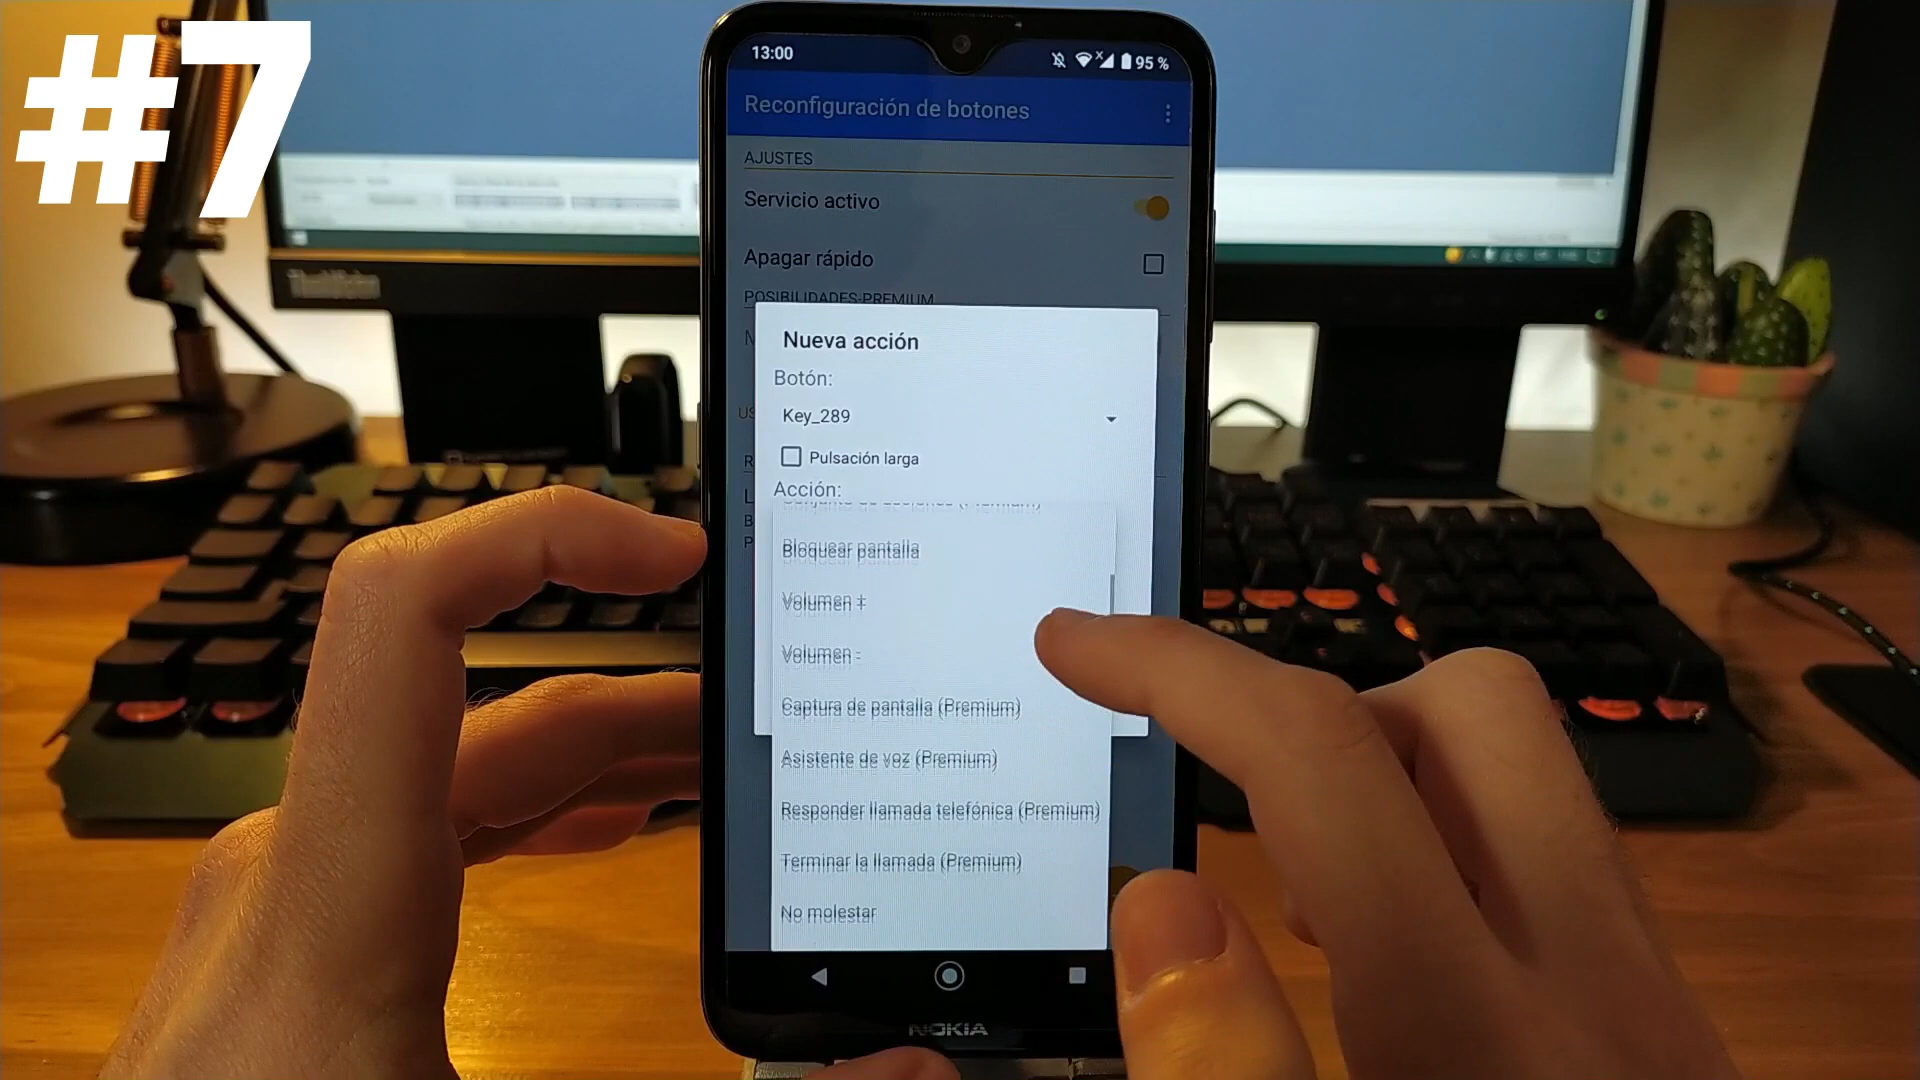 #7
13:00
95 %
Reconfiguración de botones
AJUSTES
Servicio activo
Apagar rápido
POSIBILIDADES PREMIUM
Nueva acción
Botón:
Key_289
Pulsación larga
Acción:
Bloquear pantalla
Volumen +
Volumen -
Captura de pantalla (Premium)
Asistente de voz (Premium)
Responder llamada telefónica (Premium)
Terminar la llamada (Premium)
No molestar
NOKIA